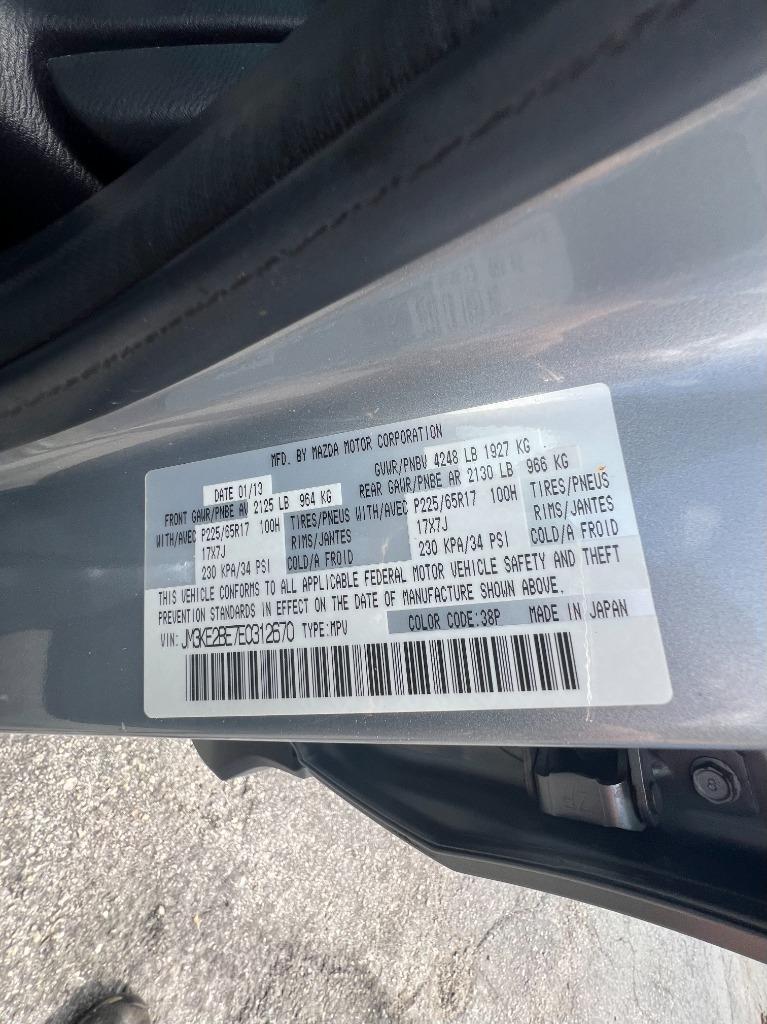 MFD. BY MAZDA MOTOR CORPORATION
DATE 01/13 GVWR/PNBV 4248 LB 1927 KG
FRONT GAWR/PNBE AV 2125 LB 964 KG REAR GAWR/PNBE AR 2130 LB 966 KG
WITH/AVEC P225/65R17 100H TIRES/PNEUS WITH/AVEC P225/65R17 100H TIRES/PNEUS
17X7J RIMS/JANTES 17X7J RIMS/JANTES
230 KPA/34 PSI COLD/A FROID 230 KPA/34 PSI COLD/A FROID
THIS VEHICLE CONFORMS TO ALL APPLICABLE FEDERAL MOTOR VEHICLE SAFETY AND THEFT
PREVENTION STANDARDS IN EFFECT ON THE DATE OF MANUFACTURE SHOWN ABOVE.
VIN: JM3KE2BE7E0312670 TYPE:MPV COLOR CODE:38P MADE IN JAPAN
8